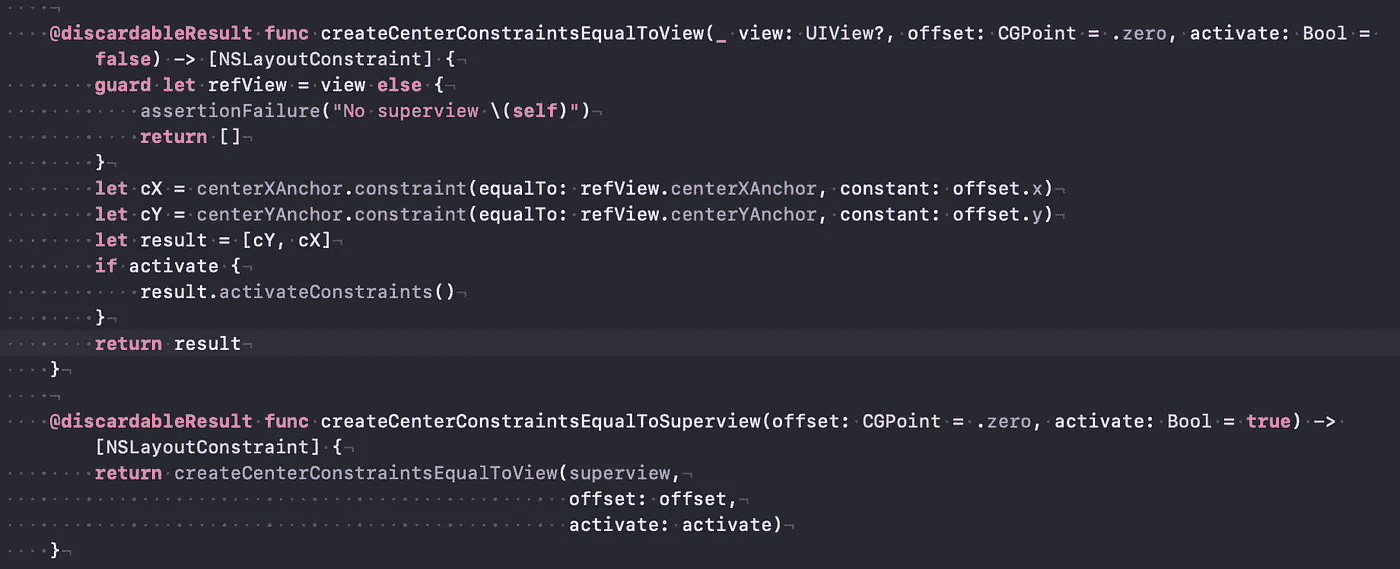 @discardableResult func createCenterConstraintsEqualToView(_ view: UIView?, offset: CGPoint = .zero, activate: Bool =
false) -> [NSLayoutConstraint] {
guard let refView = view else {
assertionFailure("No superview \(self)")
return []
}
let cX = centerXAnchor.constraint(equalTo: refView.centerXAnchor, constant: offset.x)
let cY = centerYAnchor.constraint(equalTo: refView.centerYAnchor, constant: offset.y)
let result = [cY, cX]
if activate {
result.activateConstraints()
}
return result
}
@discardableResult func createCenterConstraintsEqualToSuperview(offset: CGPoint = .zero, activate: Bool = true) ->
[NSLayoutConstraint] {
return createCenterConstraintsEqualToView(superview,
offset: offset,
activate: activate)
}